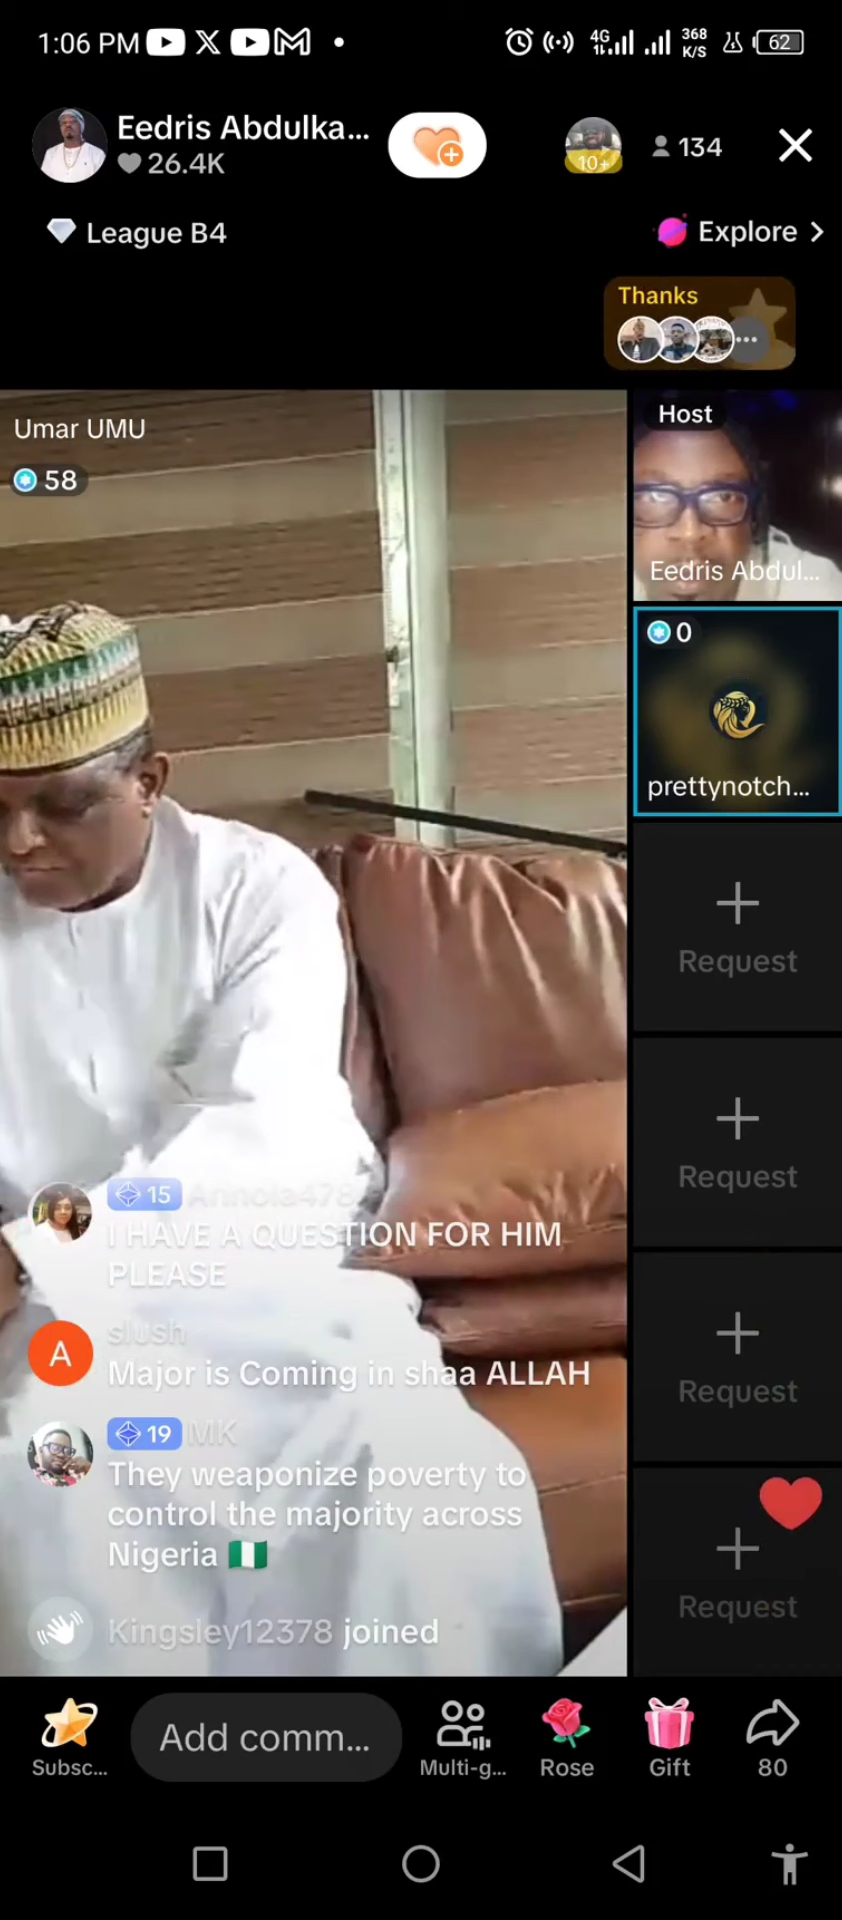 1:06 PM
4G
368
K/S
62
Eedris Abdulka...
26.4K
10+
134
League B4
Explore >
Thanks
Umar UMU
58
Host
Eedris Abdul...
0
prettynotch...
Request
Request
Request
Request
15 Annola478
I HAVE A QUESTION FOR HIM
PLEASE
A
slush
Major is Coming in shaa ALLAH
19 MK
They weaponize poverty to
control the majority across
Nigeria 🇳🇬
Kingsley12378 joined
Subsc...
Add comm...
Multi-g...
Rose
Gift
80